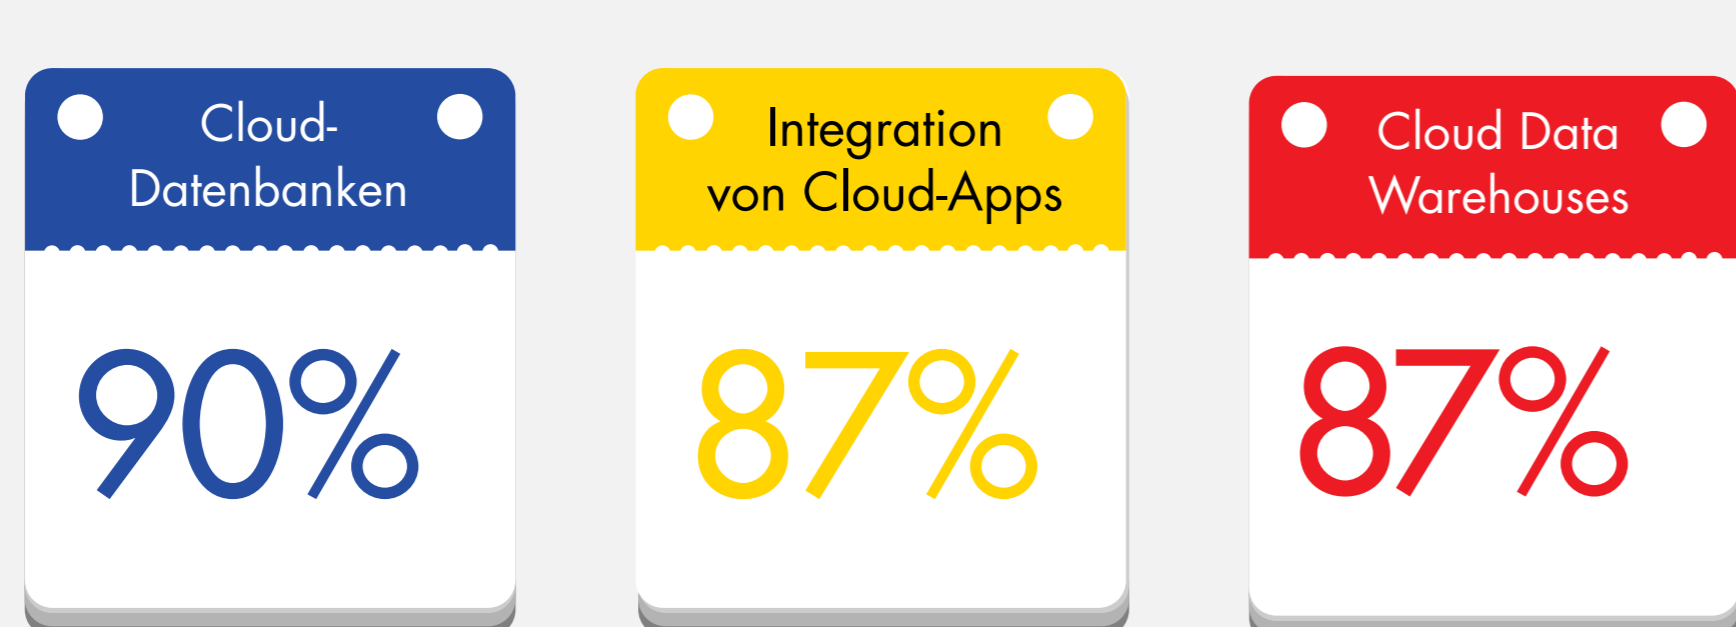 Cloud-
Datenbanken
90%
Integration
von Cloud-Apps
87%
Cloud Data
Warehouses
87%